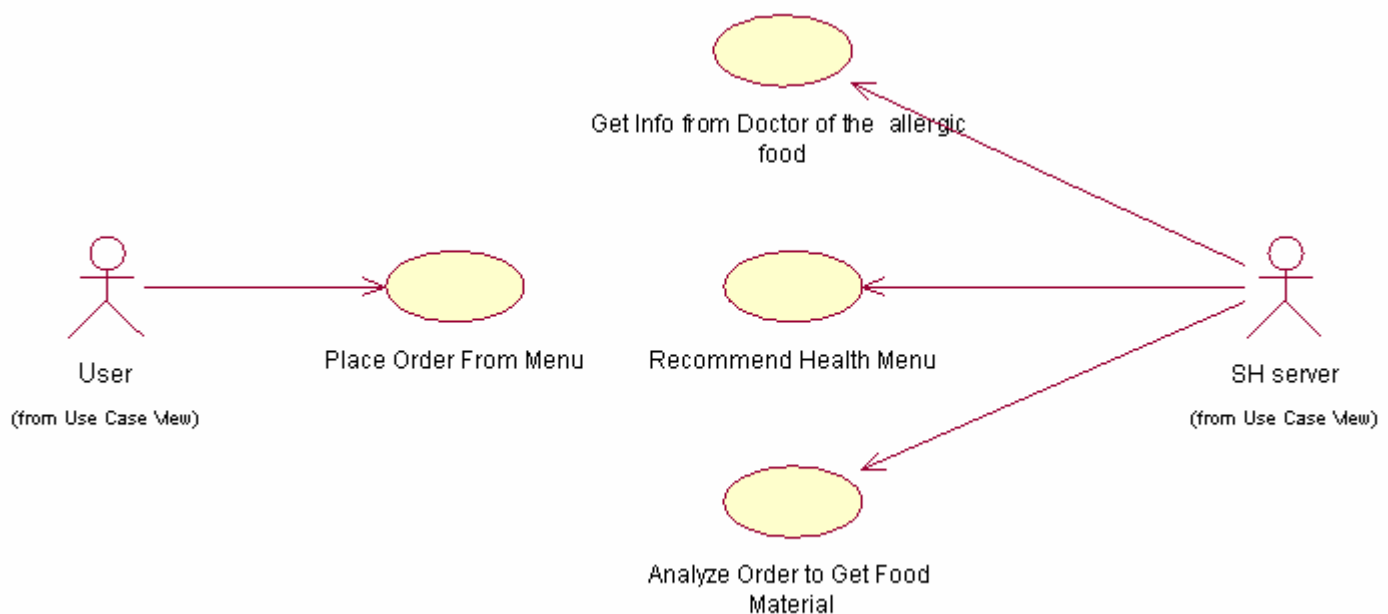 Get Info from Doctor of the allergic
food
Place Order From Menu
Recommend Health Menu
User
(from Use Case View)
SH server
(from Use Case View)
Analyze Order to Get Food
Material